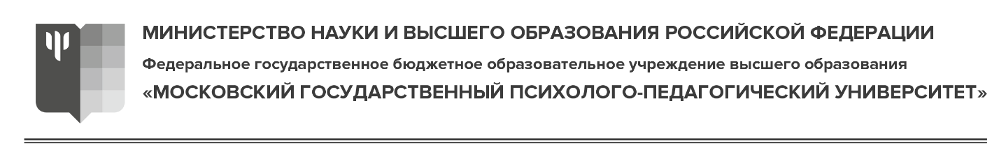 МИНИСТЕРСТВО НАУКИ И ВЫСШЕГО ОБРАЗОВАНИЯ РОССИЙСКОЙ ФЕДЕРАЦИИ
Федеральное государственное бюджетное образовательное учреждение высшего образования
«МОСКОВСКИЙ ГОСУДАРСТВЕННЫЙ ПСИХОЛОГО-ПЕДАГОГИЧЕСКИЙ УНИВЕРСИТЕТ»